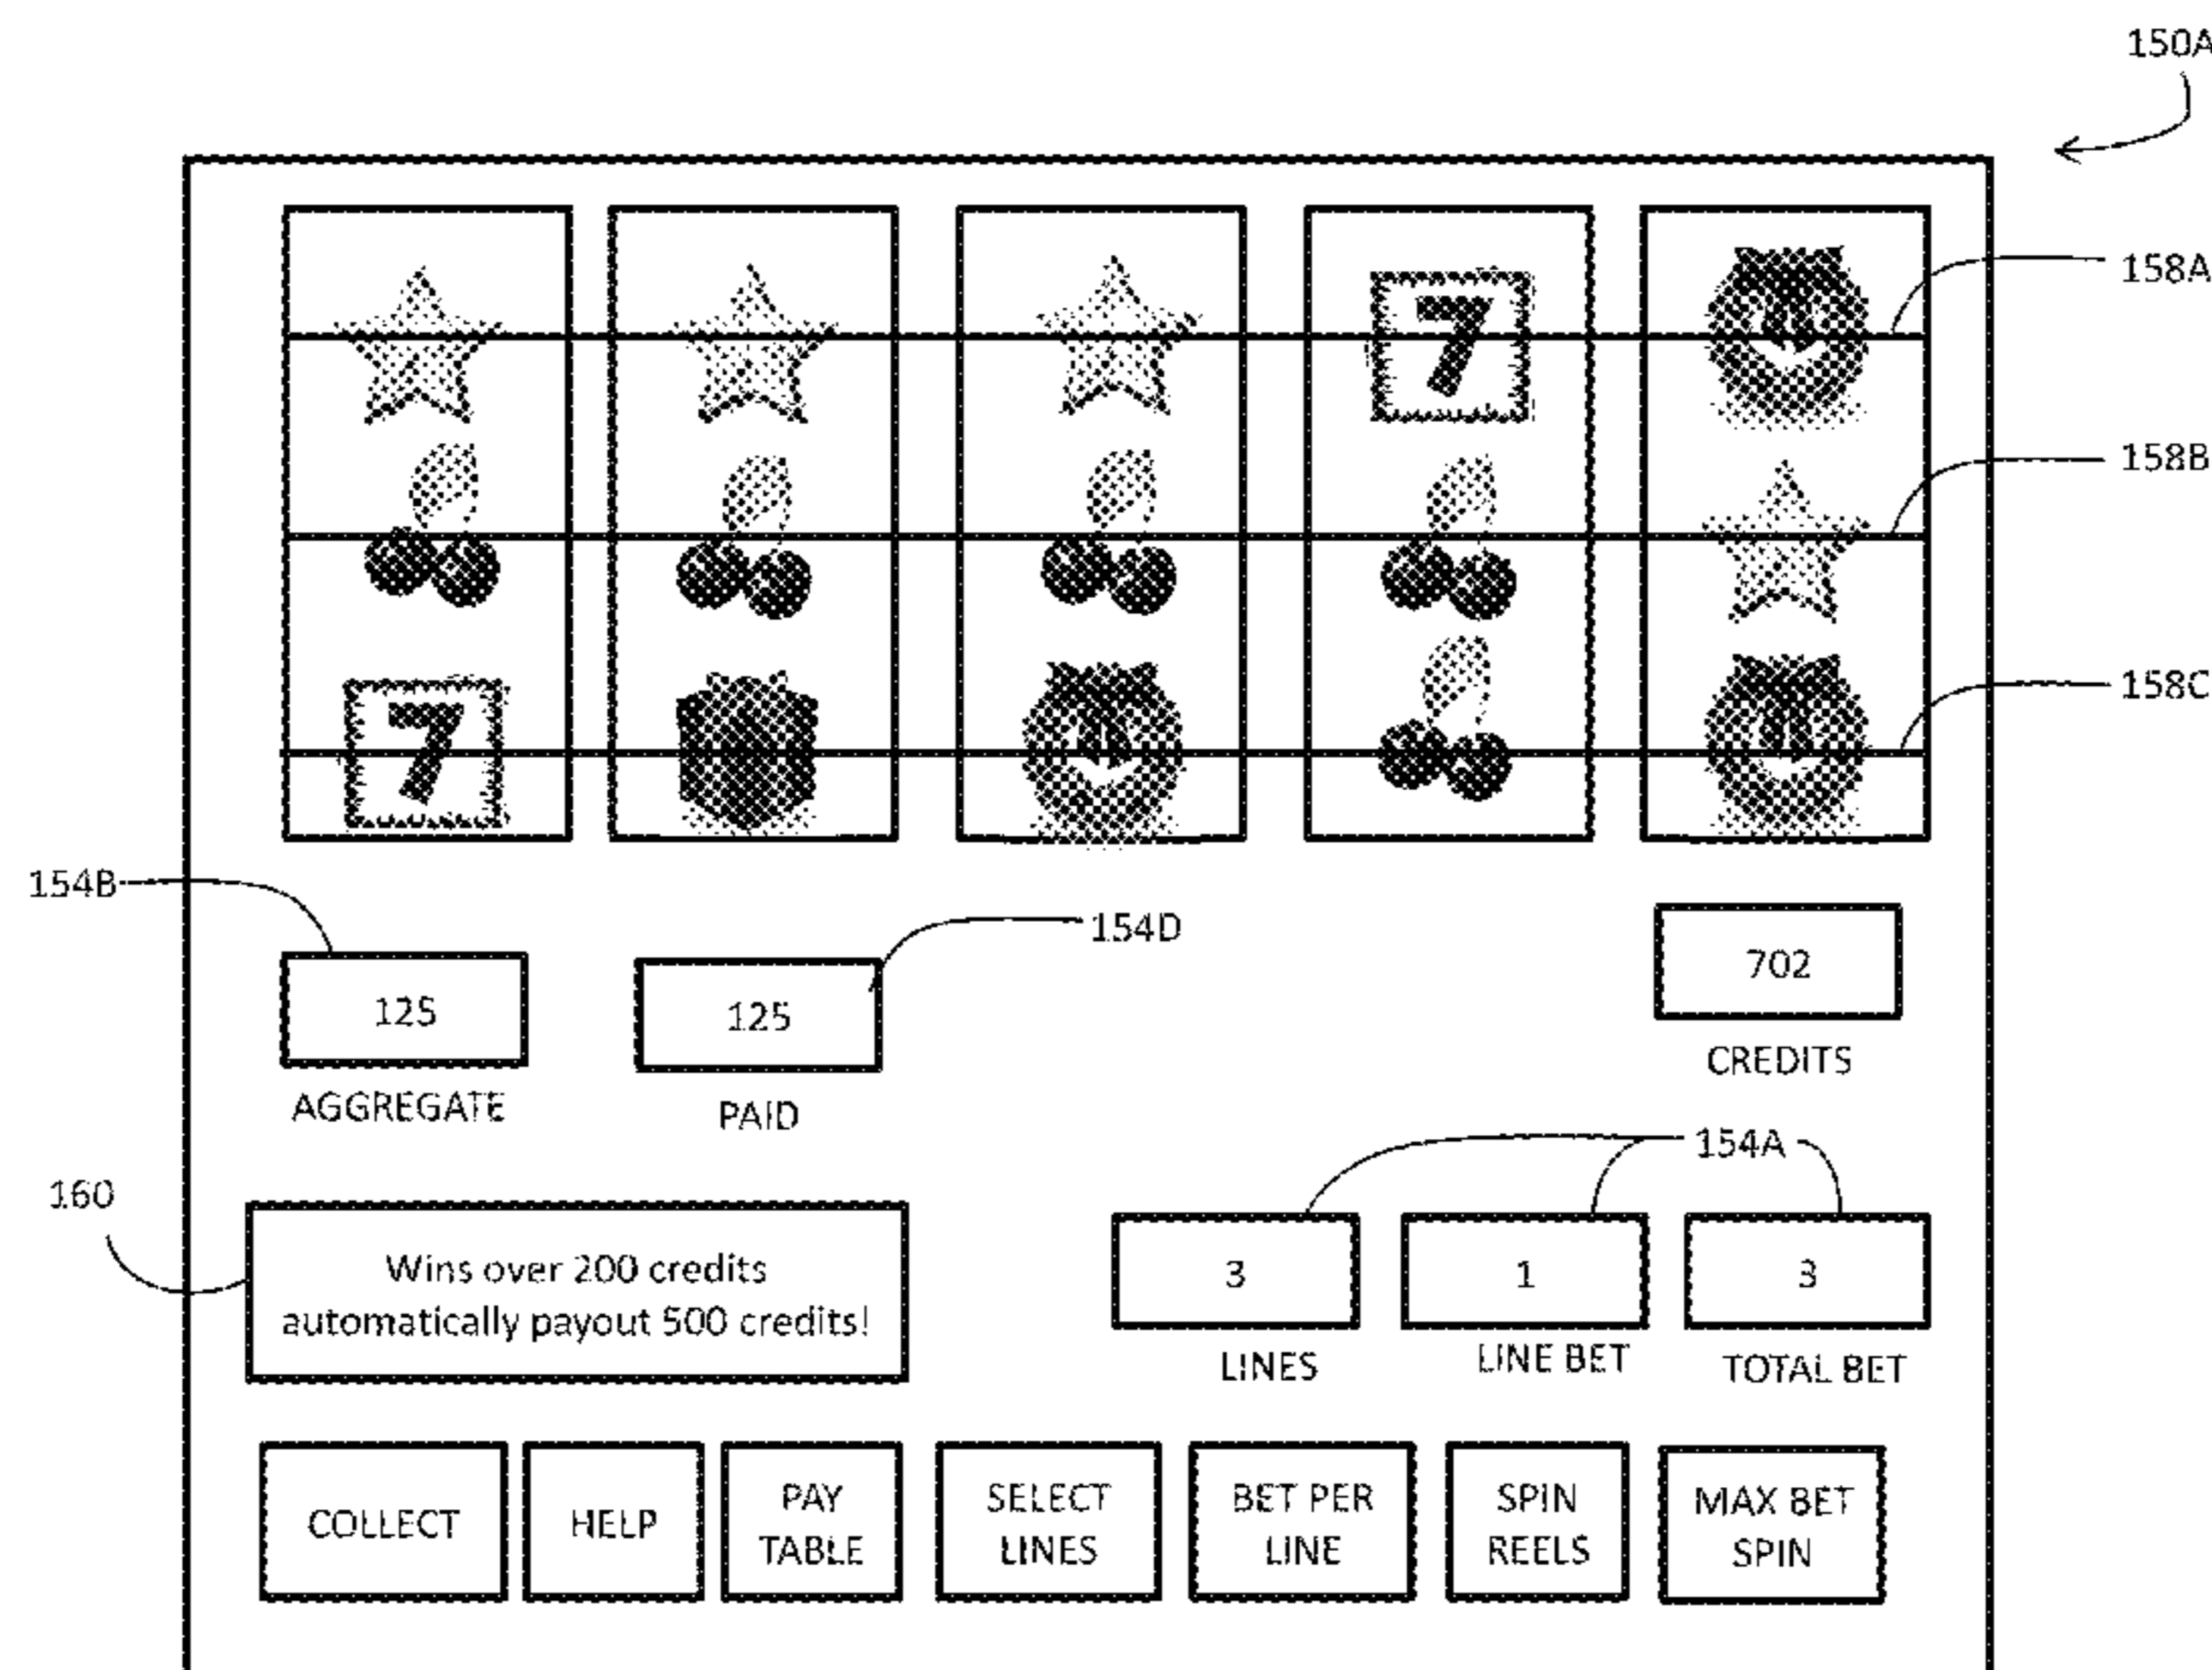 150A
7
158A
158B
7
158C
154B
154D
702
125
125
CREDITS
AGGREGATE
PAID
154A
160
Wins over 200 credits
automatically payout 500 credits!
3
1
3
LINES
LINE BET
TOTAL BET
COLLECT
HELP
PAY
TABLE
SELECT
LINES
BET PER
LINE
SPIN
REELS
MAX BET
SPIN